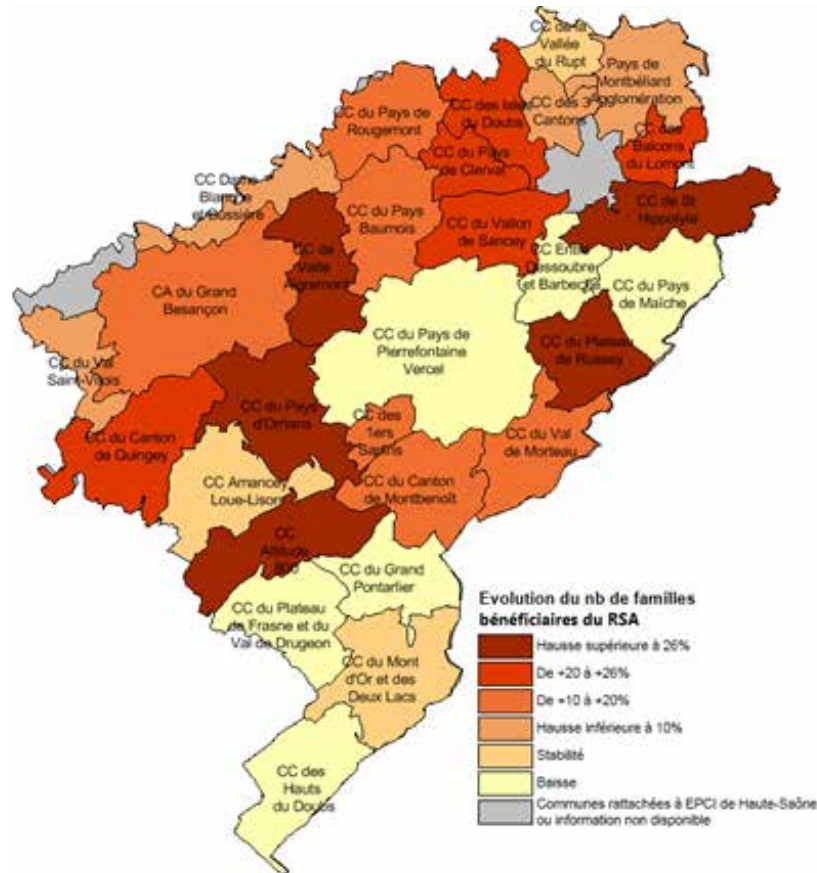 CC de la
Vallée
du Rupt
Pays de
Montbéliard
Agglomération
CC des Isles
du Doubs
CC des 3
Cantons
CC du Pays de
Rougemont
CC des
Balcons
du Lomont
CC du Pays
de Clerval
CC Dame
Blanche
et Bussière
CC du Pays
Baumois
CC de St
Hippolyte
CC du Vallon
de Sancey
CC de
Vaite
Aigremont
CC Entre
Dessoubre
et Barbèche
CC du Pays
de Maîche
CA du Grand
Besançon
CC du Pays de
Pierrefontaine
Vercel
CC du Plateau
de Russey
CC du Val
Saint-Vitois
CC du Pays
d'Ornans
CC des
1ers
Sapins
CC du Val
de Morteau
CC du Canton
de Quingey
CC Amancey
Loue-Lison
CC du Canton
de Montbenoît
CC
Altitude
800
CC du Grand
Pontarlier
CC du Plateau
de Frasne et du
Val de Drugeon
CC du Mont
d'Or et des
Deux Lacs
CC des
Hauts
du Doubs
Evolution du nb de familles
bénéficiaires du RSA
Hausse supérieure à 26%
De +20 à +26%
De +10 à +20%
Hausse inférieure à 10%
Stabilité
Baisse
Communes rattachées à EPCI de Haute-Saône
ou information non disponible